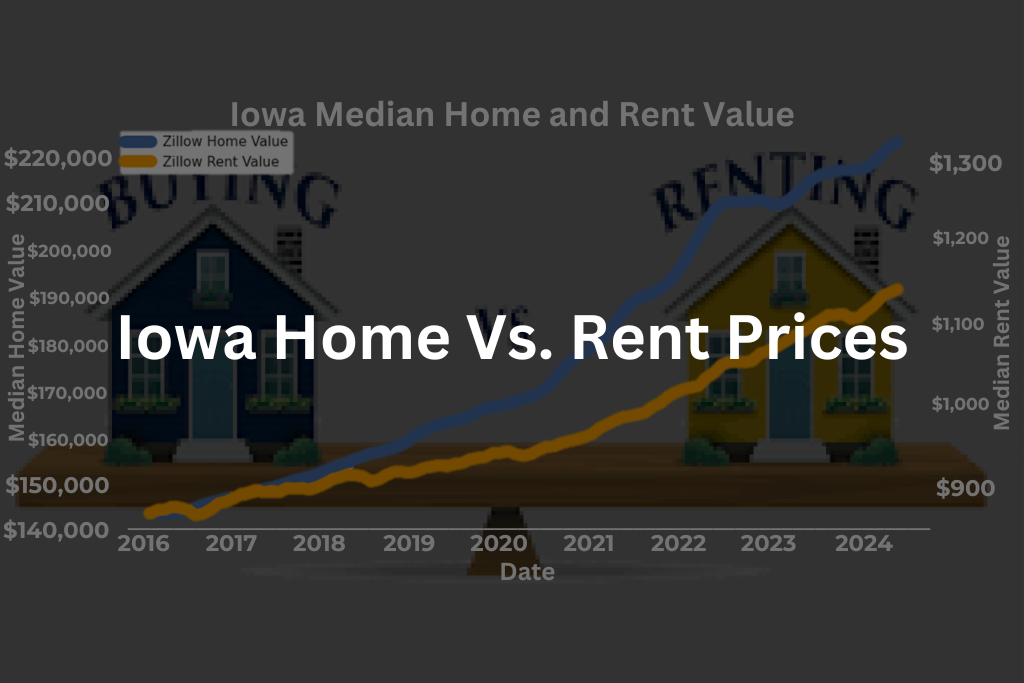 Iowa Median Home and Rent Value
Zillow Home Value
Zillow Rent Value
BUYING
RENTING
VS
Iowa Home Vs. Rent Prices
Median Home Value
$220,000
$210,000
$200,000
$190,000
$180,000
$170,000
$160,000
$150,000
$140,000
$1,300
$1,200
$1,100
$1,000
$900
Median Rent Value
2016 2017 2018 2019 2020 2021 2022 2023 2024
Date